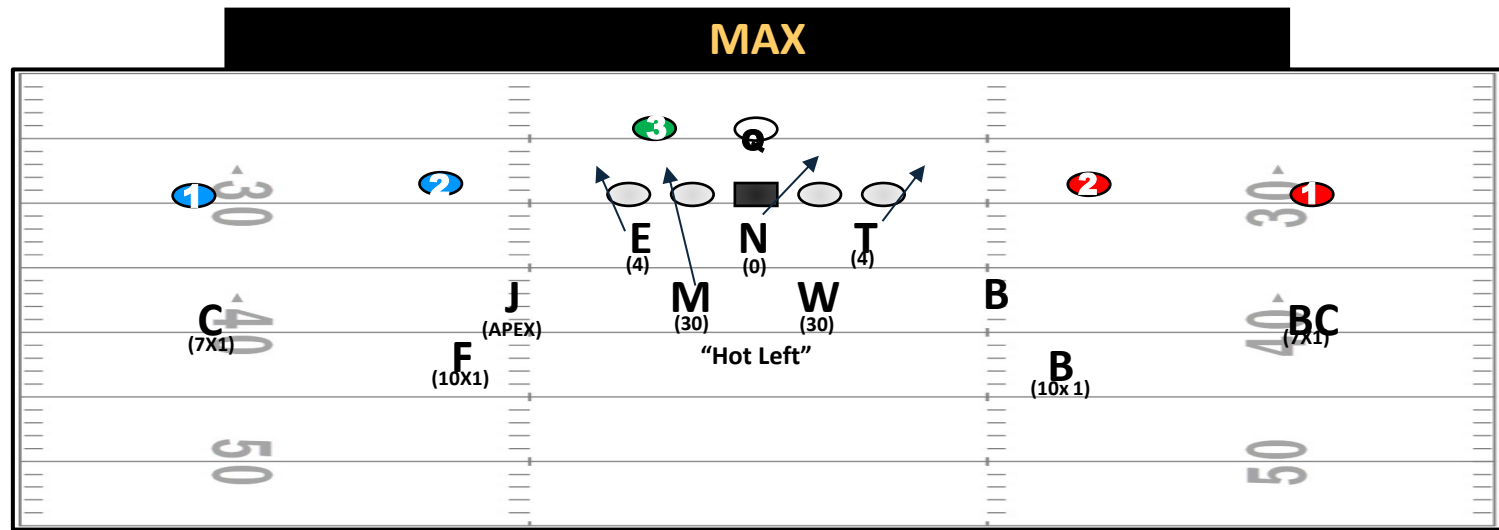 MAX
3
Q
1
2
2
1
30
30
E
N
T
(4)
(0)
(4)
J
M
W
B
C
(APEX)
(30)
(30)
BC
(7X1)
(7X1)
40
40
F
"Hot Left"
B
(10X1)
(10x 1)
50
50